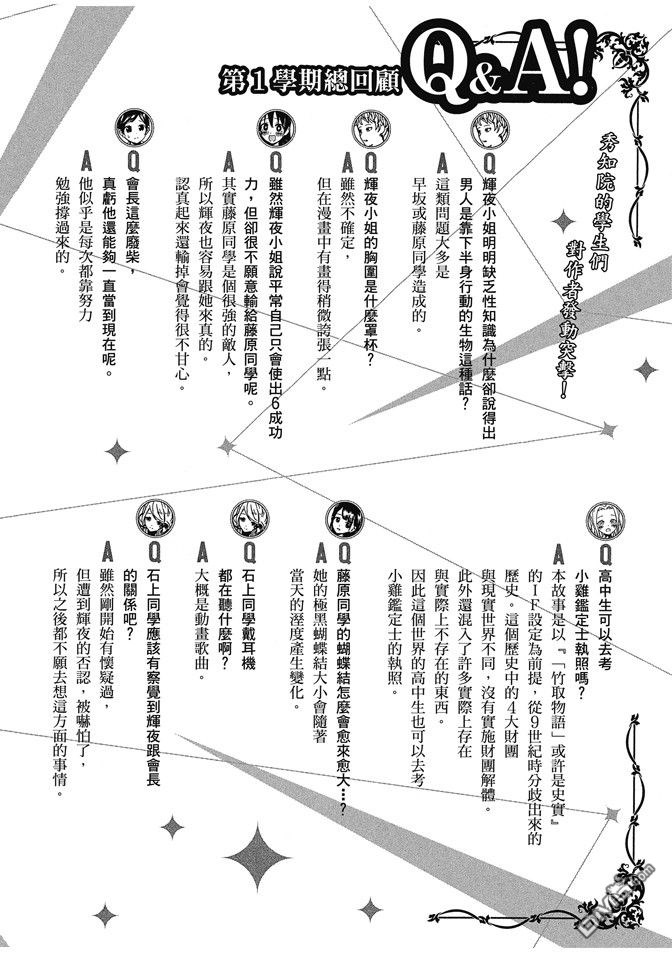 第1學期總回顧Q&A!
秀知院的學生們
對作者發動突擊!
Q 輝夜小姐明明缺乏性知識為什麼卻說得出
男人是靠下半身行動的生物這種話?
A 這類問題大多是
早坂或藤原同學造成的。
Q 輝夜小姐的胸圍是什麼罩杯?
A 雖然不確定,
但在漫畫中有畫得稍微誇張一點。
Q 雖然輝夜小姐說平常自己只會使出6成功
力,但卻很不願意輸給藤原同學呢。
A 其實藤原同學是個很強的敵人,
所以輝夜也容易跟她來真的。
認真起來還輸掉會覺得很不甘心。
Q 會長這麼廢柴,
真虧他還能夠一直當到現在呢。
A 他似乎是每次都靠努力
勉強撐過來的。
Q 高中生可以去考
小雞鑑定士執照嗎?
A 本故事是以『「竹取物語」或許是史實』
的IF設定為前提,從9世紀時分歧出來的
歷史。這個歷史中的4大財團
與現實世界不同,沒有實施財團解體。
此外還混入了許多實際上存在
與實際上不存在的東西。
因此這個世界的高中生也可以去考
小雞鑑定士的執照。
Q 藤原同學的蝴蝶結怎麼會愈來愈大…?
A 她的極黑蝴蝶結大小會隨著
當天的溼度產生變化。
Q 石上同學戴耳機
都在聽什麼啊?
A 大概是動畫歌曲。
Q 石上同學應該有察覺到輝夜跟會長
的關係吧?
A 雖然剛開始有懷疑過,
但遭到輝夜的否認,被嚇怕了,
所以之後都不願去想這方面的事情。